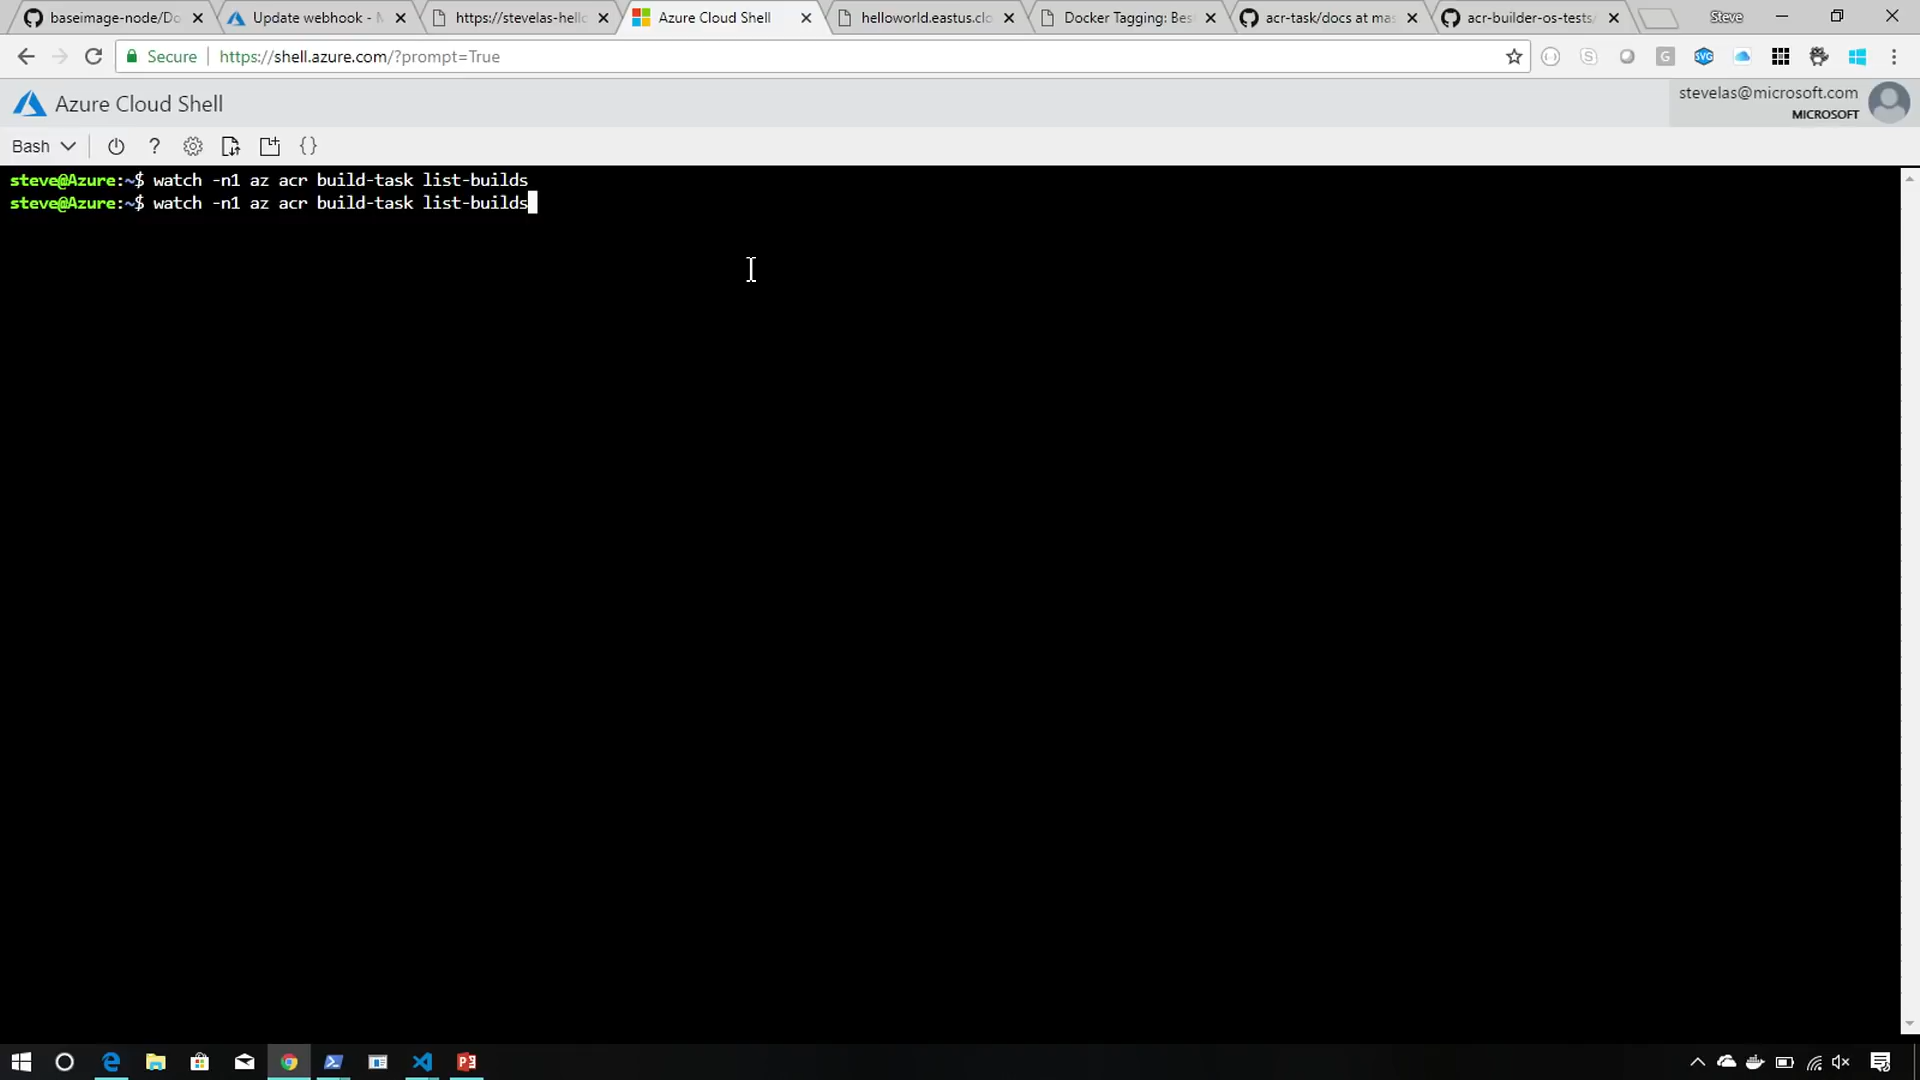 baseimage-node/Do
Update webhook - M
https://stevelas-hello
Azure Cloud Shell
helloworld.eastus.clo
Docker Tagging: Bes
acr-task/docs at mas
acr-builder-os-tests/
Steve
Secure
https://shell.azure.com/?prompt=True
Azure Cloud Shell
stevelas@microsoft.com
MICROSOFT
Bash
steve@Azure:~$ watch -n1 az acr build-task list-builds
steve@Azure:~$ watch -n1 az acr build-task list-builds